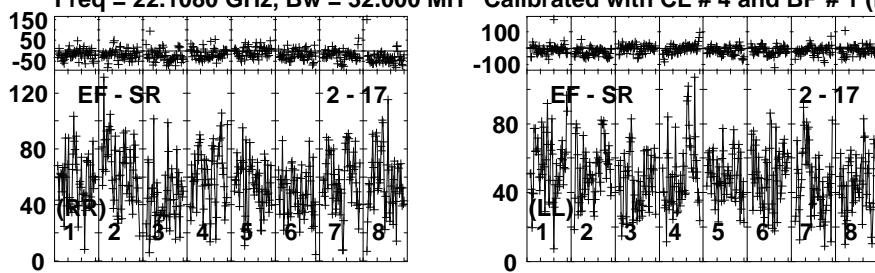 Freq = 22.1080 GHz, Bw = 32.000 MH Calibrated with CL # 4 and BP # 1 (
150
50
-50
EF - SR 2 - 17
120
80
40
0
(RR)
1 2 3 4 5 6 7 8
100
-100
EF - SR 2 - 17
80
40
0
(LL)
1 2 3 4 5 6 7 8